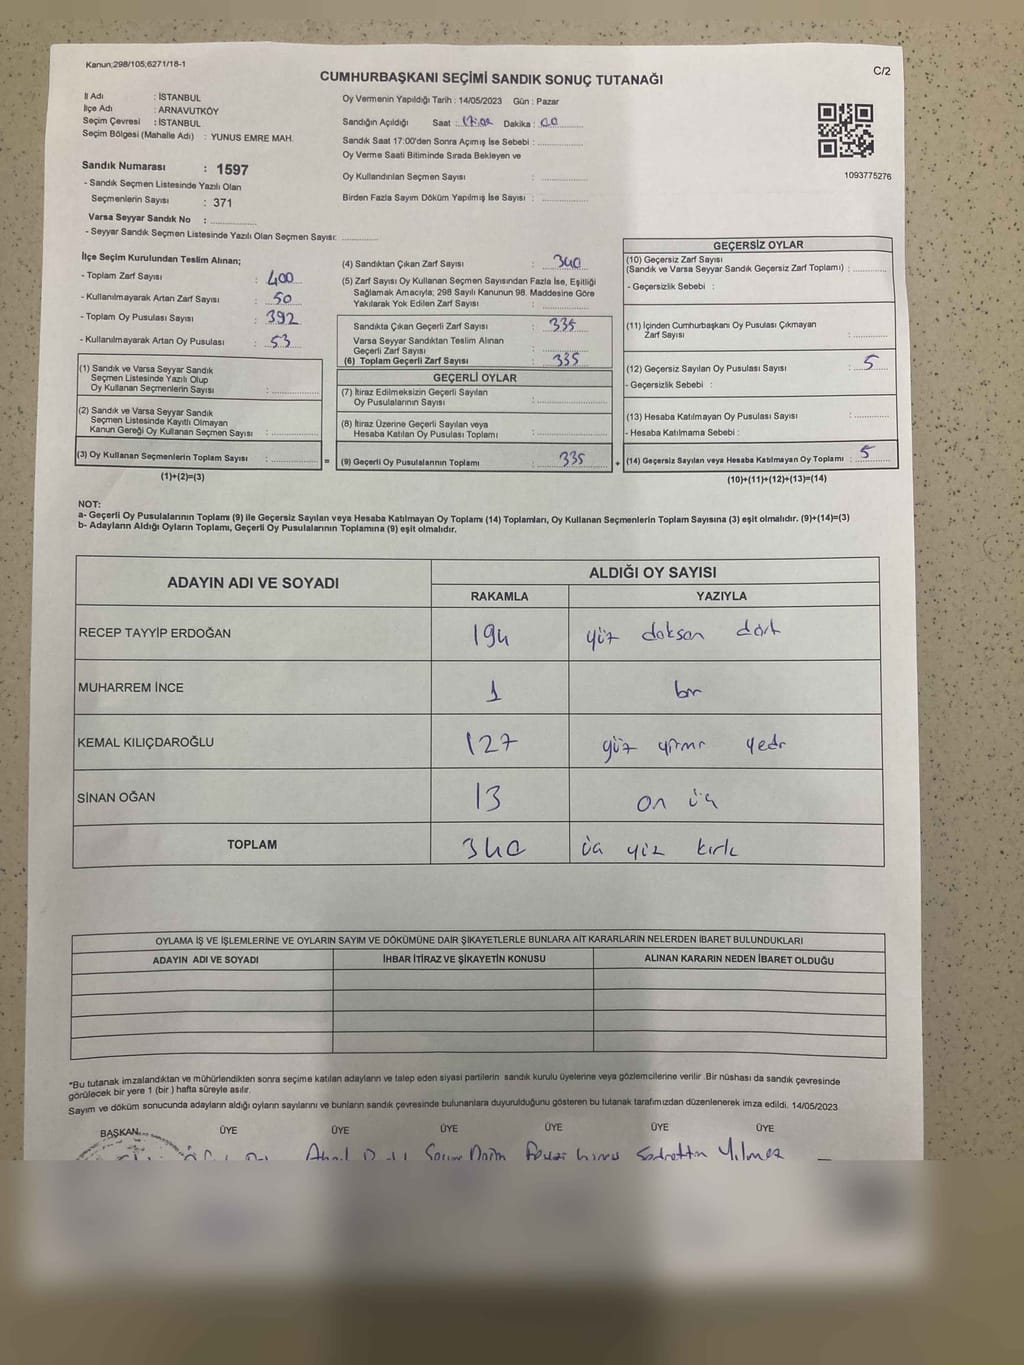 Kanun;298/105,6271/18-1
C/2
CUMHURBAŞKANI SEÇİMİ SANDIK SONUÇ TUTANAĞI
İl Adı : İSTANBUL
İlçe Adı : ARNAVUTKÖY
Seçim Çevresi : İSTANBUL
Seçim Bölgesi (Mahalle Adı) : YUNUS EMRE MAH.
Sandık Numarası : 1597
- Sandık Seçmen Listesinde Yazılı Olan
Seçmenlerin Sayısı : 371
Varsa Seyyar Sandık No :
- Seyyar Sandık Seçmen Listesinde Yazılı Olan Seçmen Sayısı:
Oy Vermenin Yapıldığı Tarih : 14/05/2023 Gün : Pazar
Sandığın Açıldığı Saat : 17:00 Dakika : 00
Sandık Saat 17:00'den Sonra Açımış İse Sebebi :
Oy Verme Saati Bitiminde Sırada Bekleyen ve
Oy Kullandırılan Seçmen Sayısı :
Birden Fazla Sayım Döküm Yapılmış İse Sayısı :
1093775276
İlçe Seçim Kurulundan Teslim Alınan;
- Toplam Zarf Sayısı : 400
- Kullanılmayarak Artan Zarf Sayısı : 50
- Toplam Oy Pusulası Sayısı : 392
- Kullanılmayarak Artan Oy Pusulası : 53
(1) Sandık ve Varsa Seyyar Sandık
Seçmen Listesinde Yazılı Olup
Oy Kullanan Seçmenlerin Sayısı :
(2) Sandık ve Varsa Seyyar Sandık
Seçmen Listesinde Kayıtlı Olmayan
Kanun Gereği Oy Kullanan Seçmen Sayısı :
(3) Oy Kullanan Seçmenlerin Toplam Sayısı :
(1)+(2)=(3)
(4) Sandıktan Çıkan Zarf Sayısı : 340
(5) Zarf Sayısı Oy Kullanan Seçmen Sayısından Fazla İse, Eşitliği
Sağlamak Amacıyla; 298 Sayılı Kanunun 98. Maddesine Göre
Yakılarak Yok Edilen Zarf Sayısı :
Sandıkta Çıkan Geçerli Zarf Sayısı : 335
Varsa Seyyar Sandıktan Teslim Alınan
Geçerli Zarf Sayısı :
(6) Toplam Geçerli Zarf Sayısı : 335
GEÇERLİ OYLAR
(7) İtiraz Edilmeksizin Geçerli Sayılan
Oy Pusulalarının Sayısı :
(8) İtiraz Üzerine Geçerli Sayılan veya
Hesaba Katılan Oy Pusulası Toplamı :
= (9) Geçerli Oy Pusulalarının Toplamı : 335
GEÇERSİZ OYLAR
(10) Geçersiz Zarf Sayısı
(Sandık ve Varsa Seyyar Sandık Geçersiz Zarf Toplamı) :
- Geçersizlik Sebebi :
(11) İçinden Cumhurbaşkanı Oy Pusulası Çıkmayan
Zarf Sayısı :
(12) Geçersiz Sayılan Oy Pusulası Sayısı : 5
- Geçersizlik Sebebi :
(13) Hesaba Katılmayan Oy Pusulası Sayısı :
- Hesaba Katılmama Sebebi :
+ (14) Geçersiz Sayılan veya Hesaba Katılmayan Oy Toplamı : 5
(10)+(11)+(12)+(13)=(14)
NOT:
a- Geçerli Oy Pusulalarının Toplamı (9) ile Geçersiz Sayılan veya Hesaba Katılmayan Oy Toplamı (14) Toplamları, Oy Kullanan Seçmenlerin Toplam Sayısına (3) eşit olmalıdır. (9)+(14)=(3)
b- Adayların Aldığı Oyların Toplamı, Geçerli Oy Pusulalarının Toplamına (9) eşit olmalıdır.
ADAYIN ADI VE SOYADI ALDIĞI OY SAYISI
RAKAMLA YAZIYLA
RECEP TAYYİP ERDOĞAN 194 yüz doksan dört
MUHARREM İNCE 1 bir
KEMAL KILIÇDAROĞLU 127 yüz yirmi yedi
SİNAN OĞAN 13 on üç
TOPLAM 340 üç yüz kırk
OYLAMA İŞ VE İŞLEMLERİNE VE OYLARIN SAYIM VE DÖKÜMÜNE DAİR ŞİKAYETLERLE BUNLARA AİT KARARLARIN NELERDEN İBARET BULUNDUKLARI
ADAYIN ADI VE SOYADI İHBAR İTİRAZ VE ŞİKAYETİN KONUSU ALINAN KARARIN NEDEN İBARET OLDUĞU
*Bu tutanak imzalandıktan ve mühürlendikten sonra seçime katılan adayların ve talep eden siyasi partilerin sandık kurulu üyelerine veya gözlemcilerine verilir .Bir nüshası da sandık çevresinde
görülecek bir yere 1 (bir ) hafta süreyle asılır.
Sayım ve döküm sonucunda adayların aldığı oyların sayılarını ve bunların sandık çevresinde bulunanlara duyurulduğunu gösteren bu tutanak tarafımızdan düzenlenerek imza edildi. 14/05/2023
BAŞKAN ÜYE ÜYE ÜYE ÜYE ÜYE ÜYE
Sadrettin Yılmaz